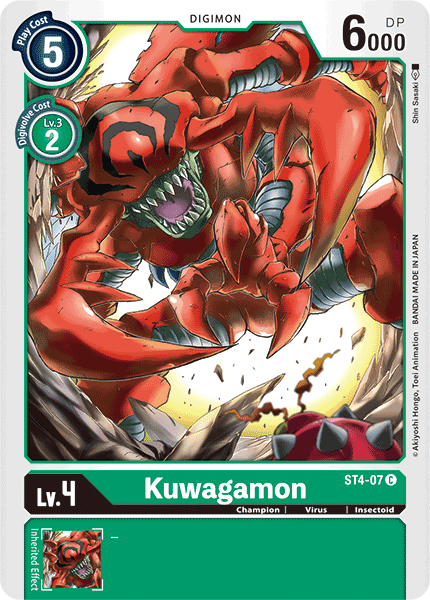 Play Cost
5
DIGIMON
6000
DP
Digivolve Cost
Lv.3
2
Shin Sasaki
© Akiyoshi Hongo, Toei Animation BANDAI MADE IN JAPAN
Lv.4
Kuwagamon
ST4-07 C
Champion | Virus | Insectoid
Inherited Effect
–